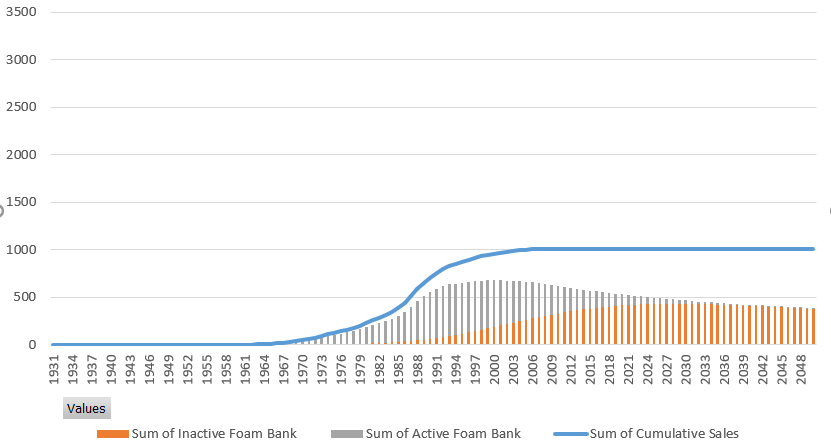 3500
3000
2500
2000
1500
1000
500
0
1931 1934 1937 1940 1943 1946 1949 1952 1955 1958 1961 1964 1967 1970 1973 1976 1979 1982 1985 1988 1991 1994 1997 2000 2003 2006 2009 2012 2015 2018 2021 2024 2027 2030 2033 2036 2039 2042 2045 2048
Values
Sum of Inactive Foam Bank Sum of Active Foam Bank Sum of Cumulative Sales